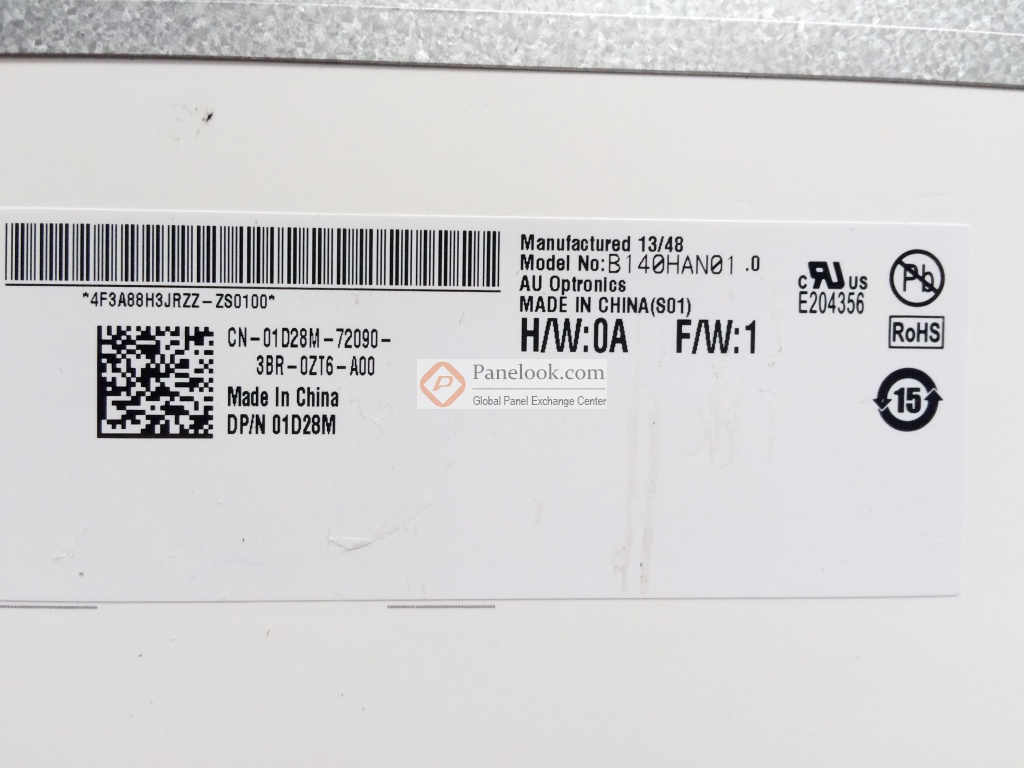 *4F3A88H3JRZZ-ZS0100*
CN-01D28M-72090-
3BR-0ZT6-A00
Made In China
DP/N 01D28M
Manufactured 13/48
Model No:B140HAN01.0
AU Optronics
MADE IN CHINA(S01)
H/W:0A F/W:1
c RU US
E204356
Pb
RoHS
15
P Panelook.com
Global Panel Exchange Center